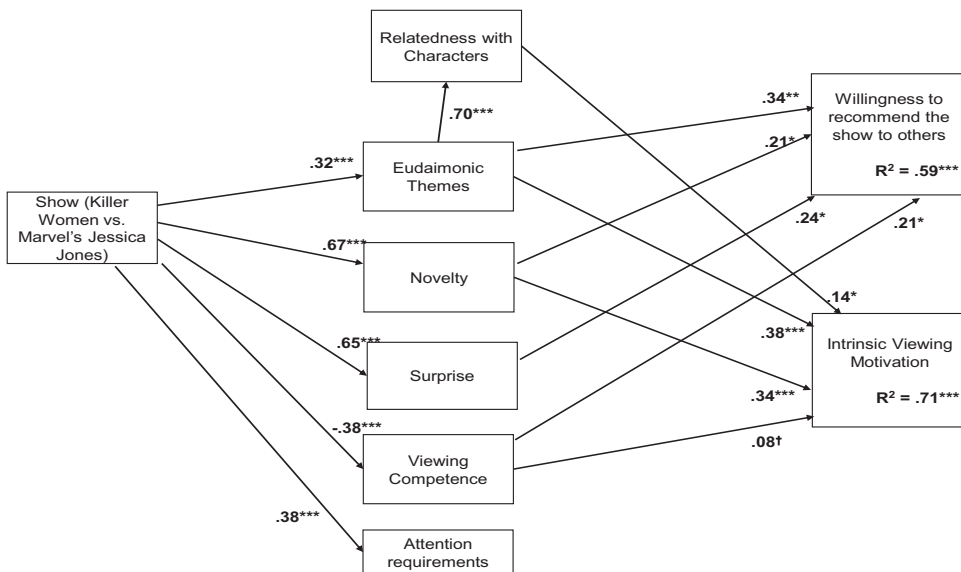 Relatedness with
Characters
.70***
.34**
Willingness to
recommend the
show to others
R² = .59***
.21*
.32***
Eudaimonic
Themes
Show (Killer
Women vs.
Marvel's Jessica
Jones)
.67***
.24*
.21*
Novelty
.14*
.65***
.38***
Intrinsic Viewing
Motivation
R² = .71***
Surprise
.34***
-.38***
.08†
Viewing
Competence
.38***
Attention
requirements